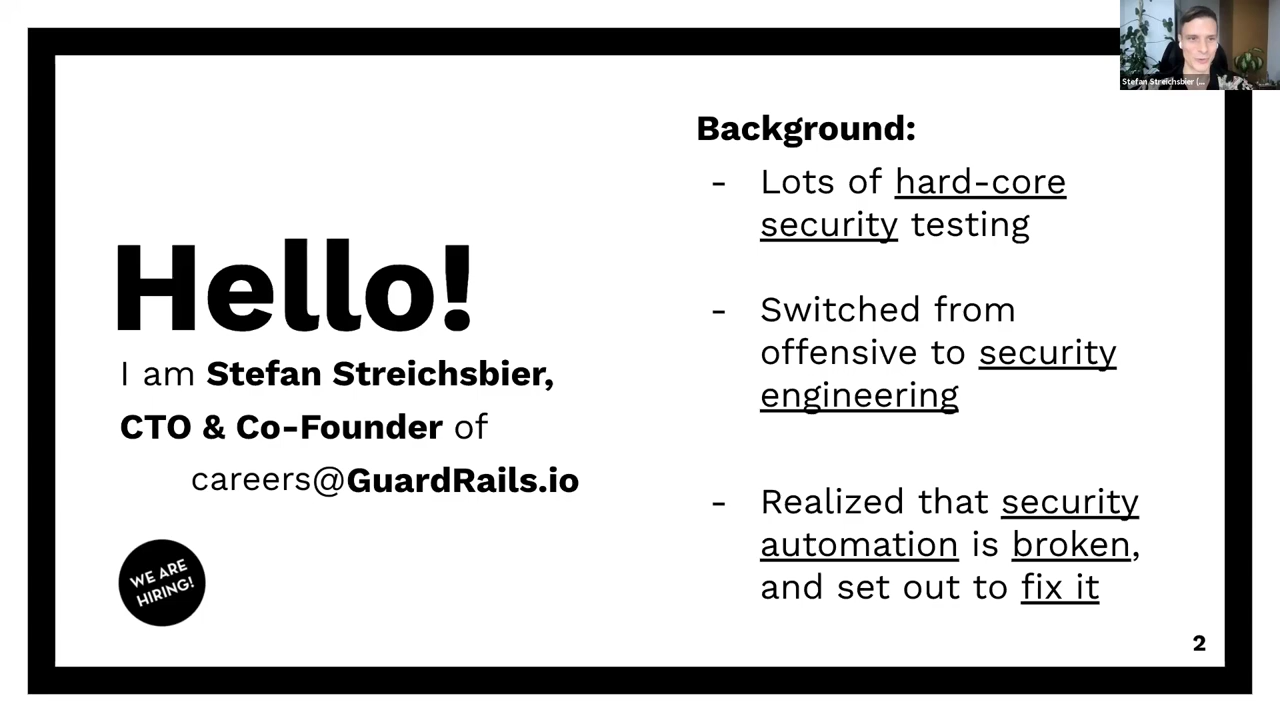 Stefan Streichsbier (...
Hello!
I am Stefan Streichsbier,
CTO & Co-Founder of
careers@GuardRails.io
WE ARE
HIRING!
Background:
- Lots of hard-core
security testing
- Switched from
offensive to security
engineering
- Realized that security
automation is broken,
and set out to fix it
2